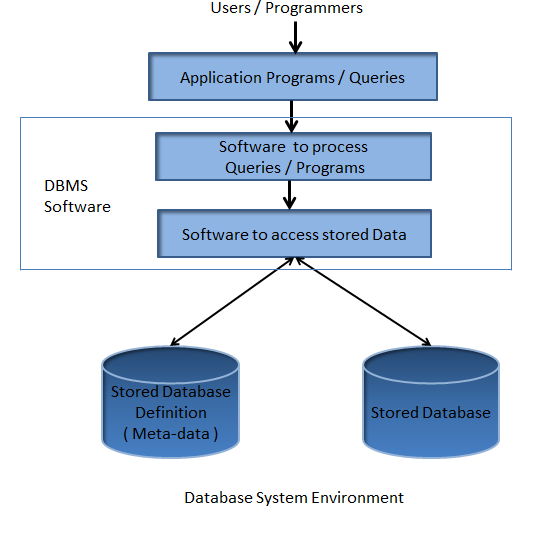 Users / Programmers
Application Programs / Queries
Software to process
Queries / Programs
DBMS
Software
Software to access stored Data
Stored Database
Definition
( Meta-data )
Stored Database
Database System Environment